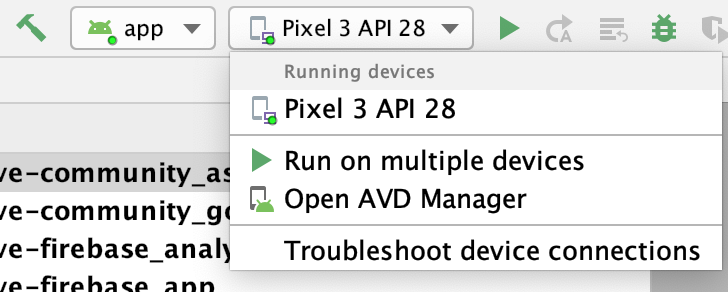 app
Pixel 3 API 28
Running devices
Pixel 3 API 28
Run on multiple devices
Open AVD Manager
Troubleshoot device connections
ve-community_as
ve-community_go
ve-firebase_analy
ve-firebase_app